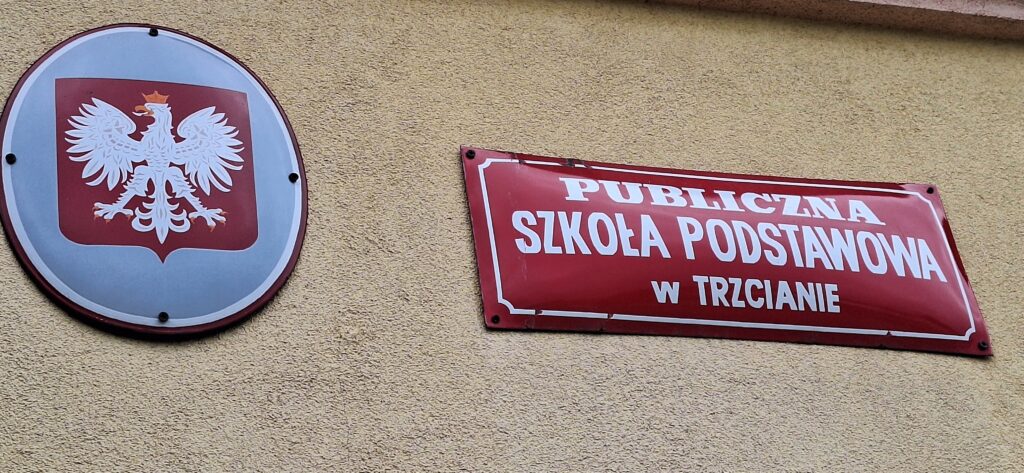 PUBLICZNA
SZKOŁA PODSTAWOWA
W TRZCIANIE